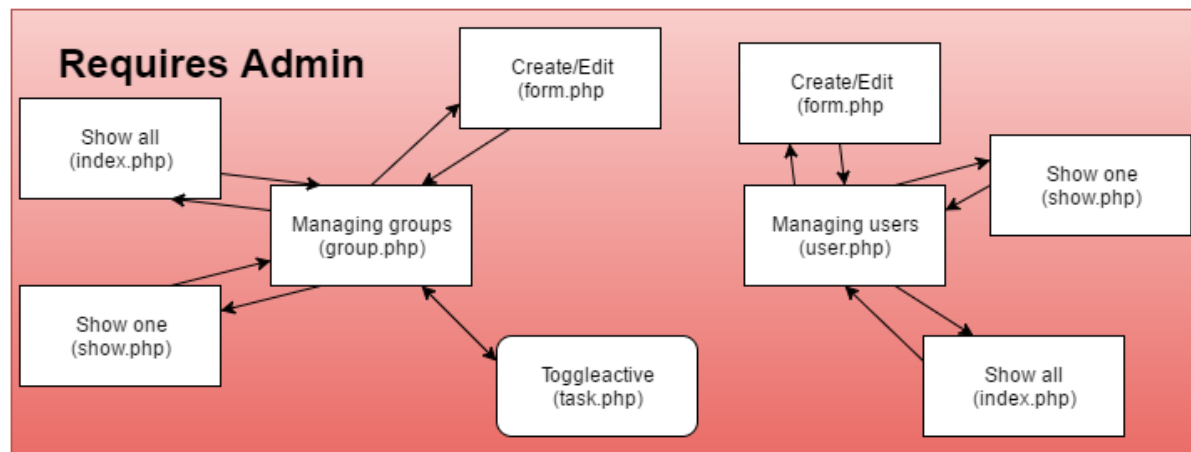 Requires Admin
Create/Edit
(form.php
Show all
(index.php)
Managing groups
(group.php)
Show one
(show.php)
Toggleactive
(task.php)
Create/Edit
(form.php
Show one
(show.php)
Managing users
(user.php)
Show all
(index.php)